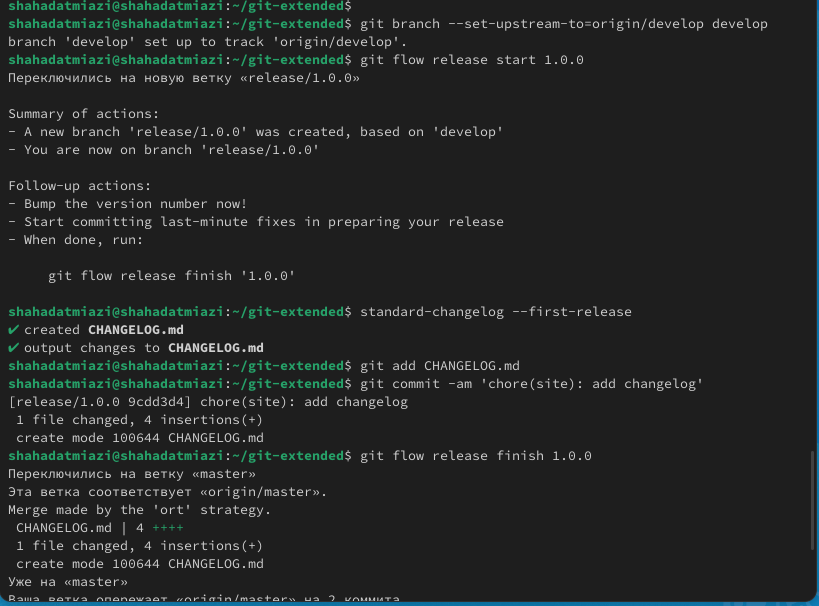 shahadatmiazi@shahadatmiazi:~/git-extended$
shahadatmiazi@shahadatmiazi:~/git-extended$ git branch --set-upstream-to=origin/develop develop
branch 'develop' set up to track 'origin/develop'.
shahadatmiazi@shahadatmiazi:~/git-extended$ git flow release start 1.0.0
Переключились на новую ветку «release/1.0.0»
Summary of actions:
- A new branch 'release/1.0.0' was created, based on 'develop'
- You are now on branch 'release/1.0.0'
Follow-up actions:
- Bump the version number now!
- Start committing last-minute fixes in preparing your release
- When done, run:
git flow release finish '1.0.0'
shahadatmiazi@shahadatmiazi:~/git-extended$ standard-changelog --first-release
✔ created CHANGELOG.md
✔ output changes to CHANGELOG.md
shahadatmiazi@shahadatmiazi:~/git-extended$ git add CHANGELOG.md
shahadatmiazi@shahadatmiazi:~/git-extended$ git commit -am 'chore(site): add changelog'
[release/1.0.0 9cdd3d4] chore(site): add changelog
1 file changed, 4 insertions(+)
create mode 100644 CHANGELOG.md
shahadatmiazi@shahadatmiazi:~/git-extended$ git flow release finish 1.0.0
Переключились на ветку «master»
Эта ветка соответствует «origin/master».
Merge made by the 'ort' strategy.
CHANGELOG.md | 4 ++++
1 file changed, 4 insertions(+)
create mode 100644 CHANGELOG.md
Уже на «master»
Ваша ветка опережает «origin/master» на 2 коммита